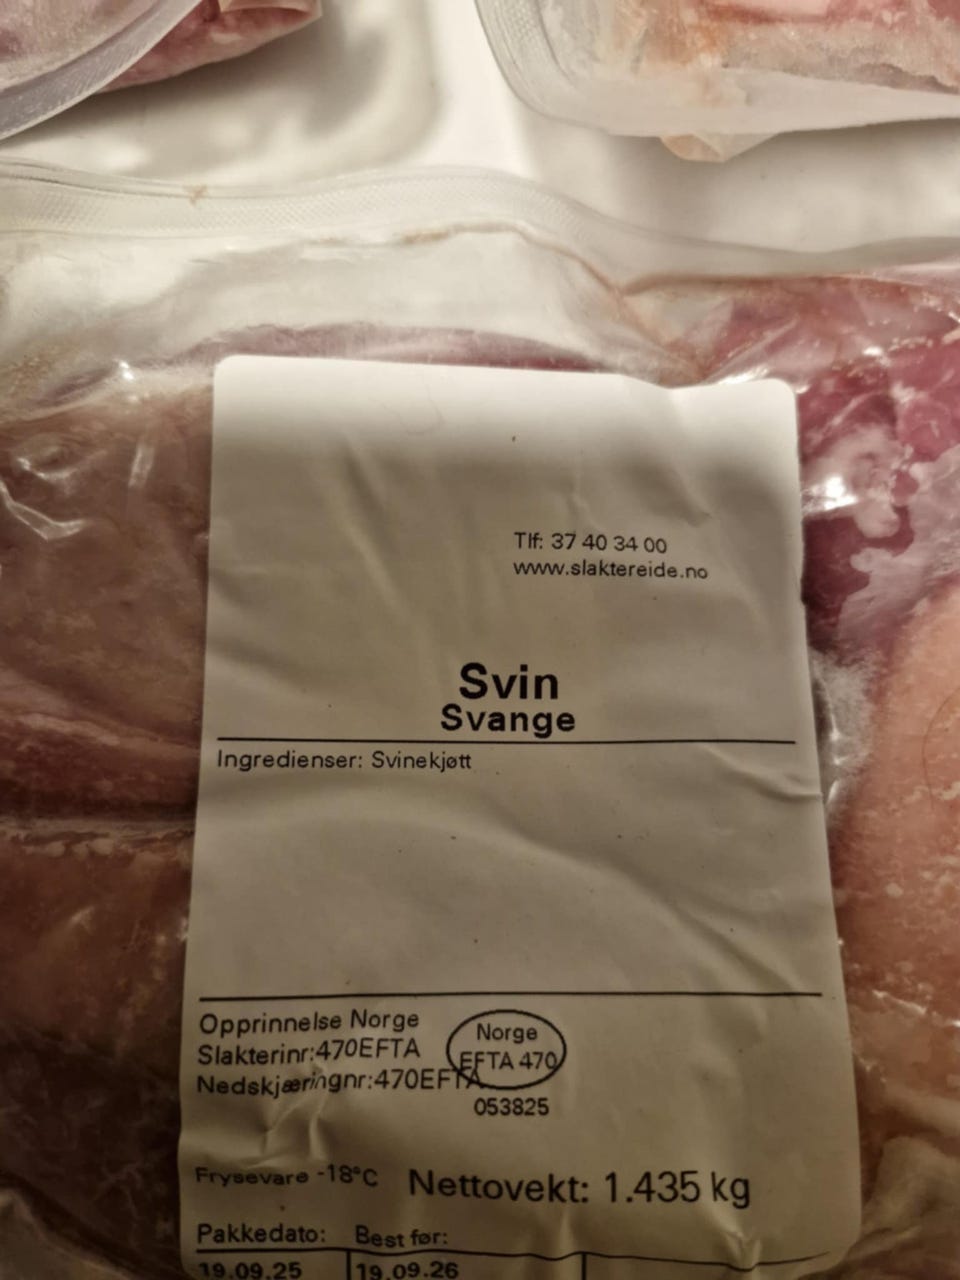 Tlf: 37 40 34 00
www.slaktereide.no
Svin
Svange
Ingredienser: Svinekjøtt
Opprinnelse Norge
Slakterinr:470EFTA
Nedskjæringnr:470EFTA
Norge
EFTA 470
053825
Frysevare -18°C Nettovekt: 1.435 kg
Pakkedato: Best før:
19.09.25 19.09.26